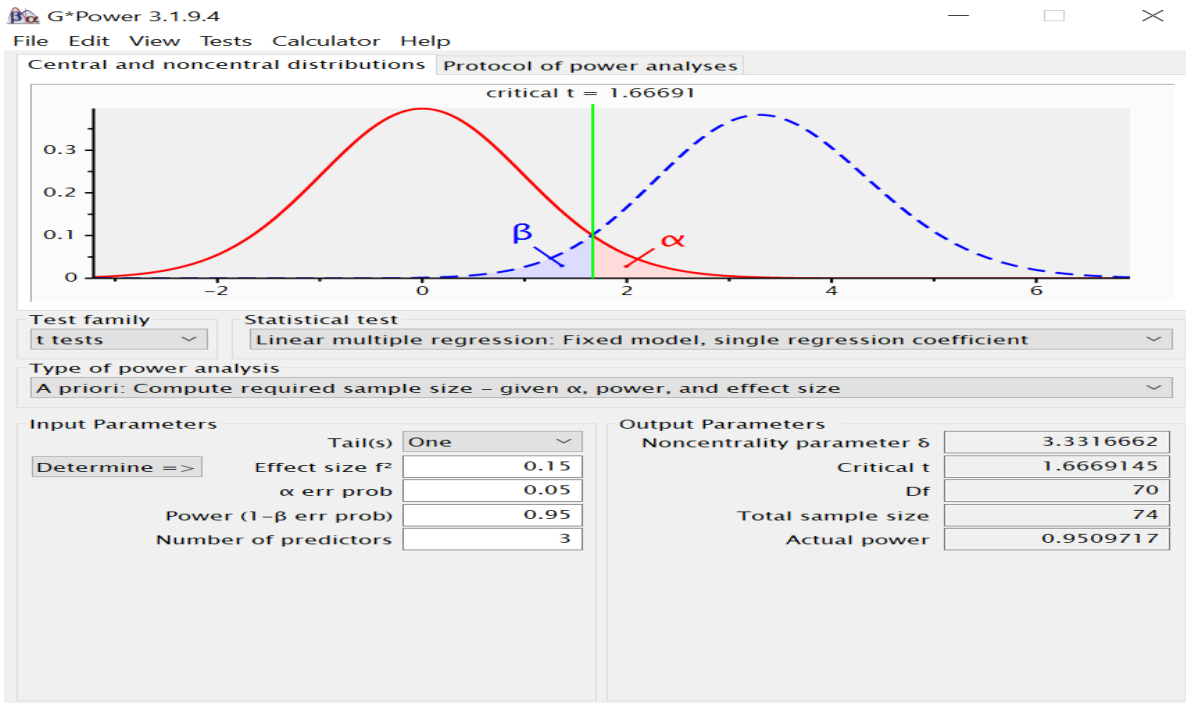 G*Power 3.1.9.4
File Edit View Tests Calculator Help
Central and noncentral distributions Protocol of power analyses
critical t = 1.66691
0.3
0.2
0.1
0
β
α
−2 0 2 4 6
Test family Statistical test
t tests Linear multiple regression: Fixed model, single regression coefficient
Type of power analysis
A priori: Compute required sample size – given α, power, and effect size
Input Parameters
Tail(s) One
Determine => Effect size f² 0.15
α err prob 0.05
Power (1−β err prob) 0.95
Number of predictors 3
Output Parameters
Noncentrality parameter δ 3.3316662
Critical t 1.6669145
Df 70
Total sample size 74
Actual power 0.9509717